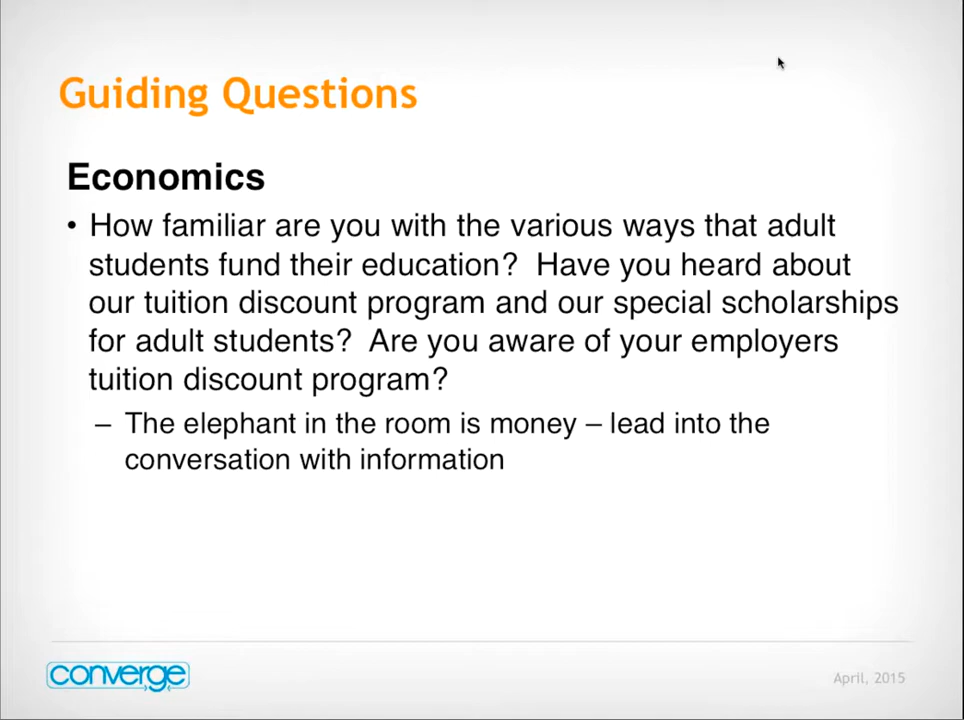 Guiding Questions
Economics
• How familiar are you with the various ways that adult
students fund their education?  Have you heard about
our tuition discount program and our special scholarships
for adult students?  Are you aware of your employers
tuition discount program?
– The elephant in the room is money – lead into the
conversation with information
converge
April, 2015